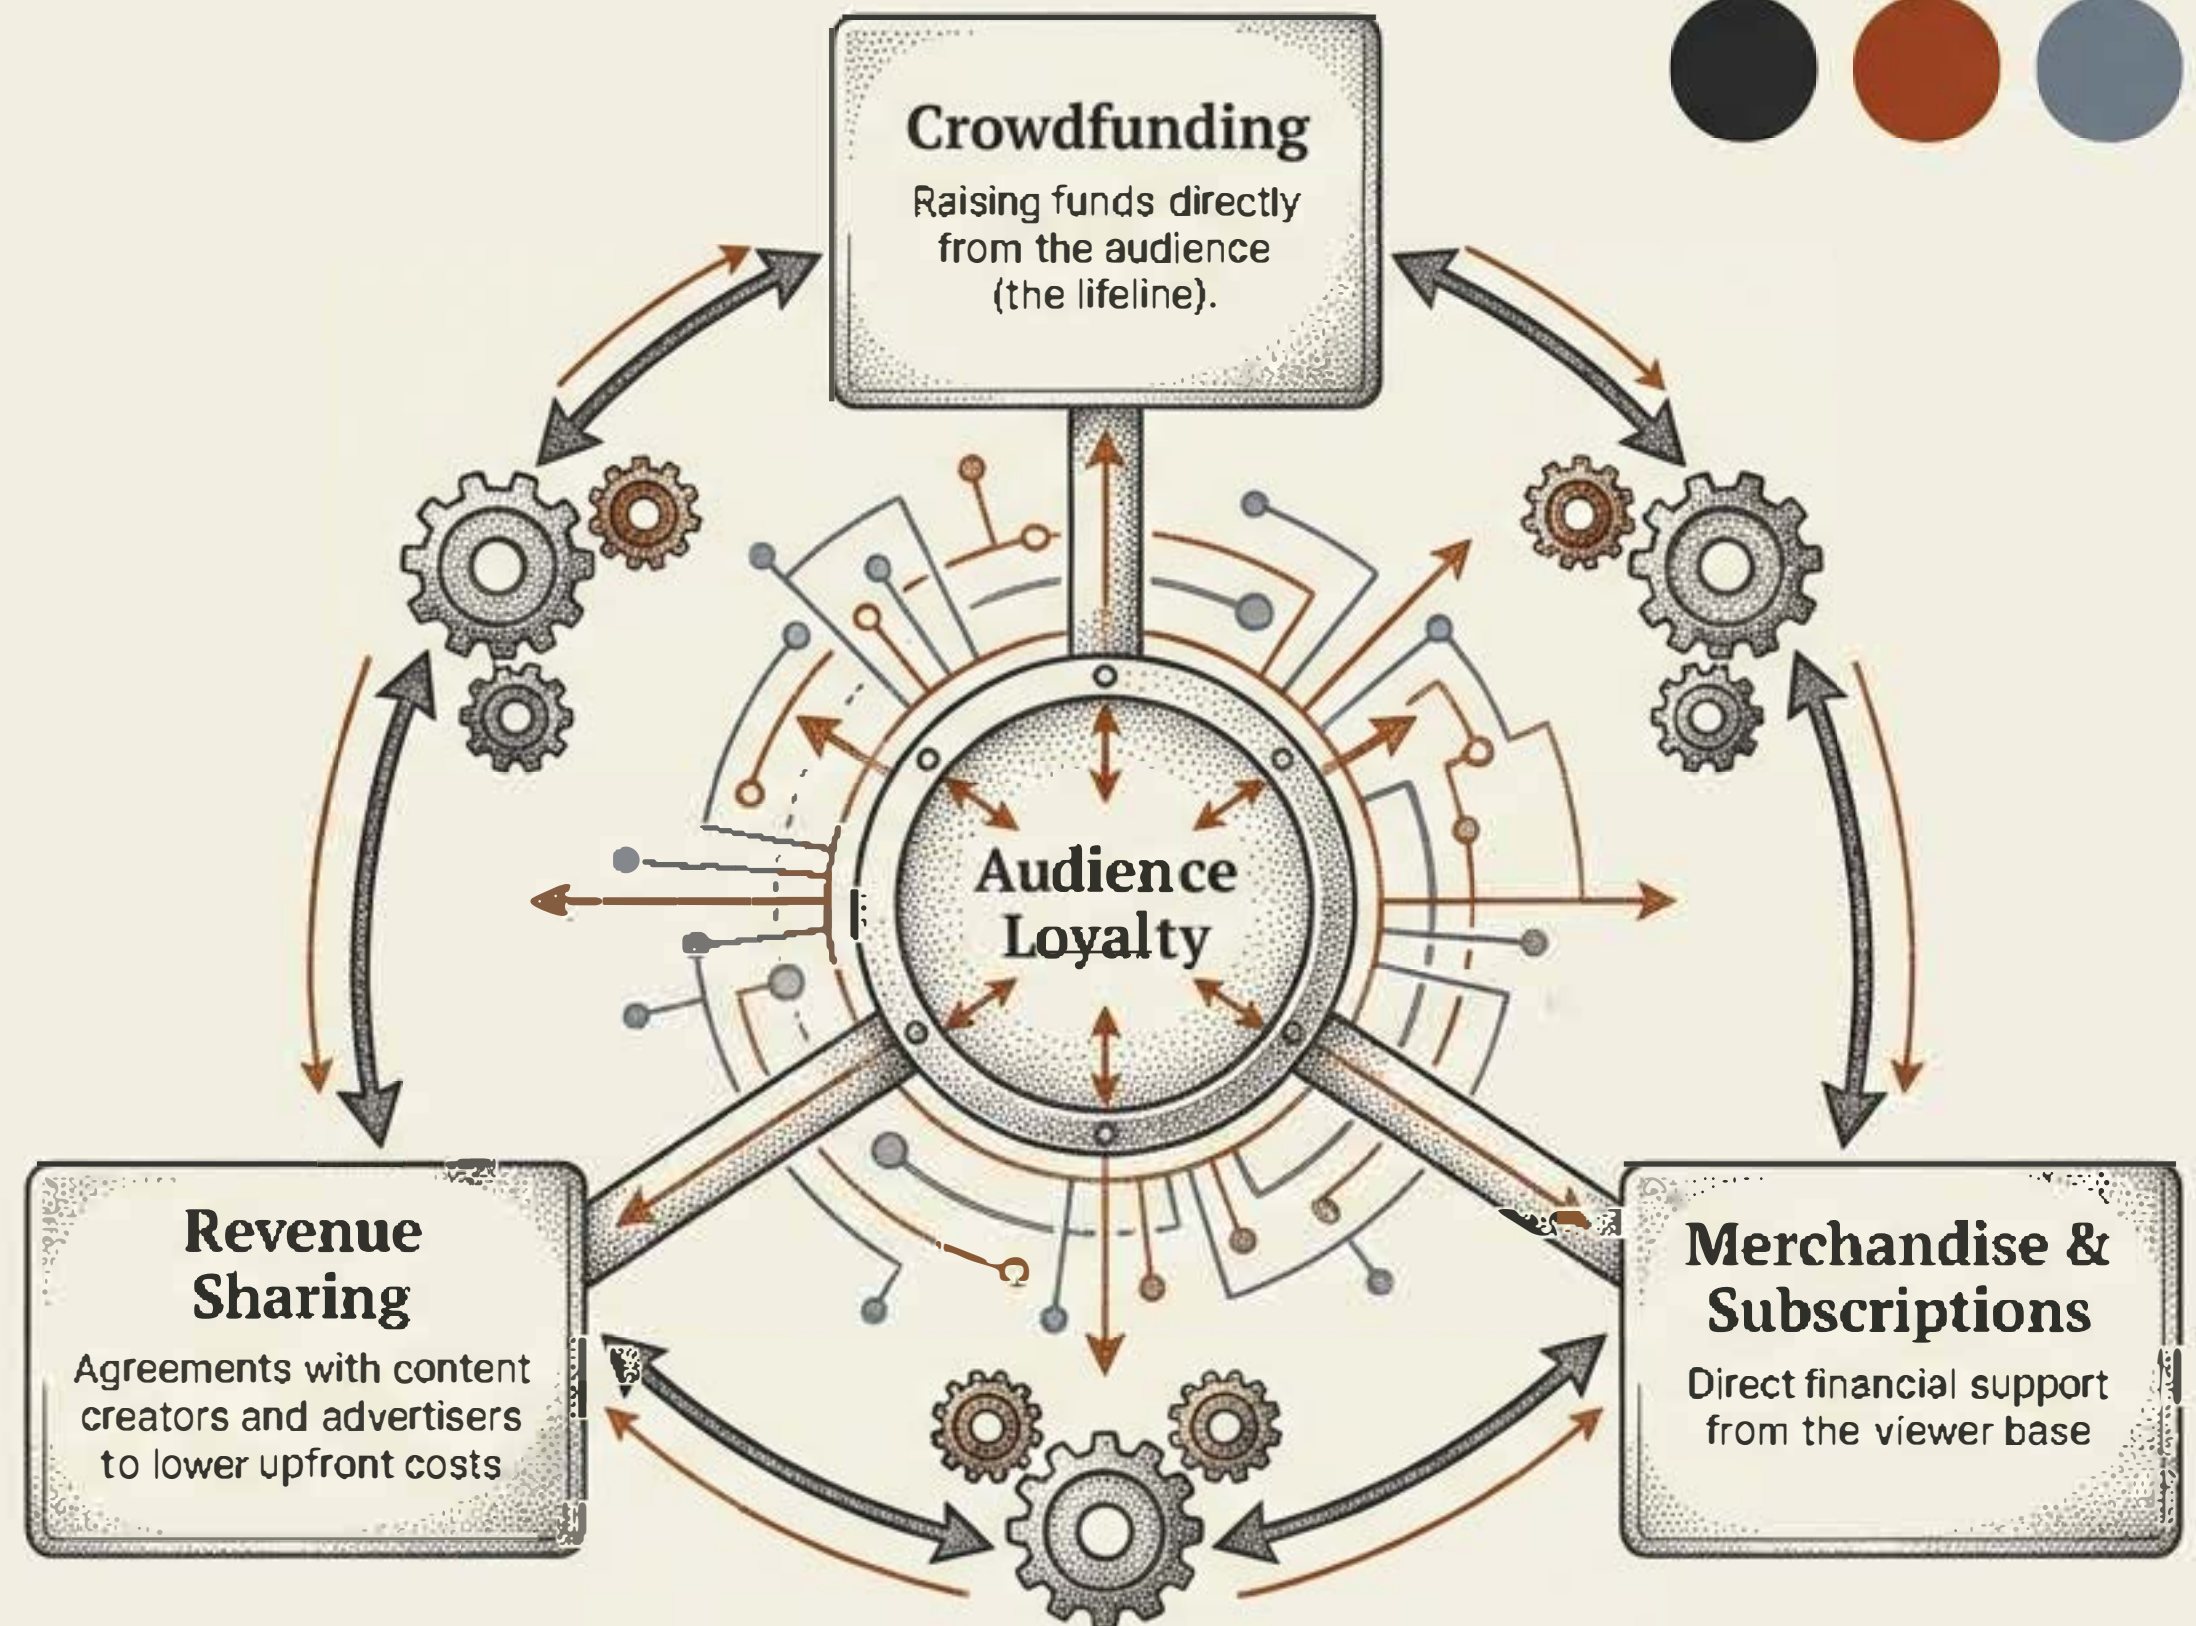 Crowdfunding
Raising funds directly
from the audience
(the lifeline).
Audience
Loyalty
Revenue
Sharing
Agreements with content
creators and advertisers
to lower upfront costs
Merchandise &
Subscriptions
Direct financial support
from the viewer base